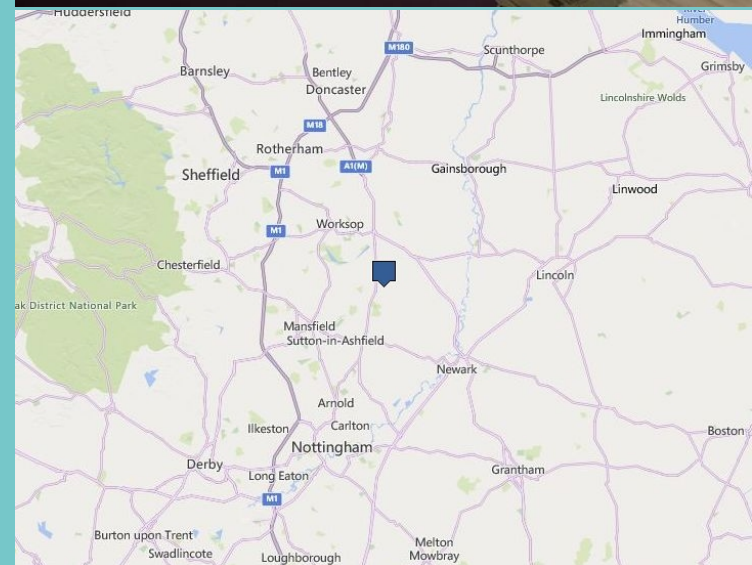 Huddersfield
River
Humber
Immingham
M180
Scunthorpe
Grimsby
Barnsley
Bentley
Doncaster
Lincolnshire Wolds
M18
Rotherham
A1(M)
Gainsborough
Sheffield
M1
Linwood
Worksop
M1
Chesterfield
Lincoln
ak District National Park
Mansfield
Sutton-in-Ashfield
Newark
Arnold
Ilkeston
Carlton
Boston
Nottingham
Derby
Long Eaton
Grantham
M1
Burton upon Trent
Swadlincote
Loughborough
Melton
Mowbray